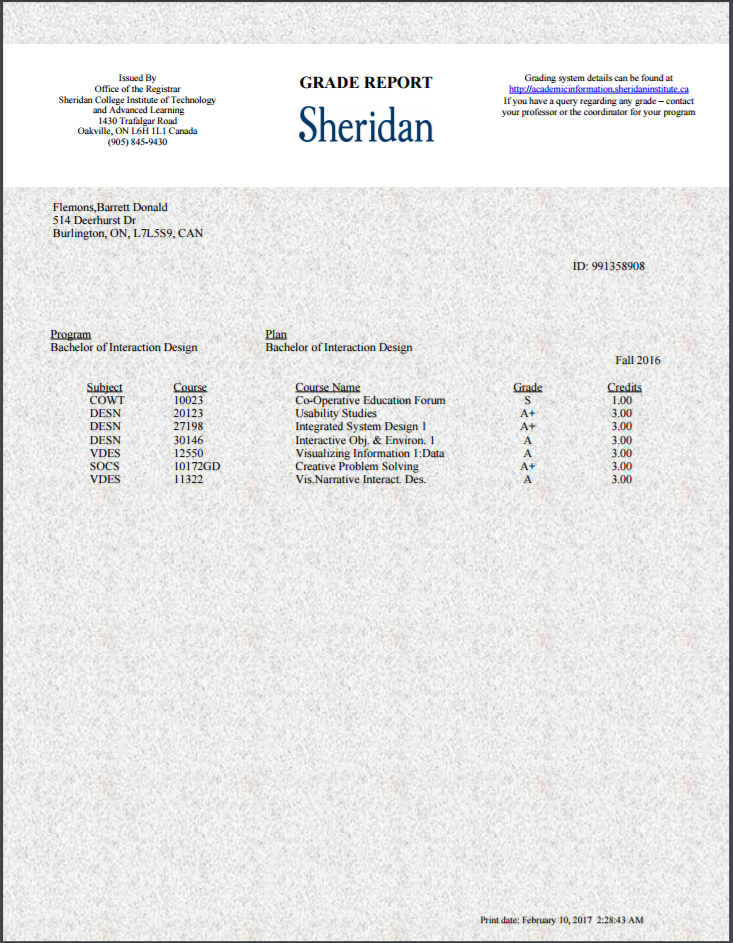 Issued By
Office of the Registrar
Sheridan College Institute of Technology
and Advanced Learning
1430 Trafalgar Road
Oakville, ON L6H 1L1 Canada
(905) 845-9430
GRADE REPORT
Sheridan
Grading system details can be found at
http://academicinformation.sheridaninstitute.ca
If you have a query regarding any grade – contact
your professor or the coordinator for your program
Flemons,Barrett Donald
514 Deerhurst Dr
Burlington, ON, L7L5S9, CAN
ID: 991358908
Program Plan
Bachelor of Interaction Design Bachelor of Interaction Design
Fall 2016
Subject Course Course Name Grade Credits
COWT 10023 Co-Operative Education Forum S 1.00
DESN 20123 Usability Studies A+ 3.00
DESN 27198 Integrated System Design 1 A+ 3.00
DESN 30146 Interactive Obj. & Environ. 1 A 3.00
VDES 12550 Visualizing Information 1:Data A 3.00
SOCS 10172GD Creative Problem Solving A+ 3.00
VDES 11322 Vis.Narrative Interact. Des. A 3.00
Print date: February 10, 2017 2:28:43 AM